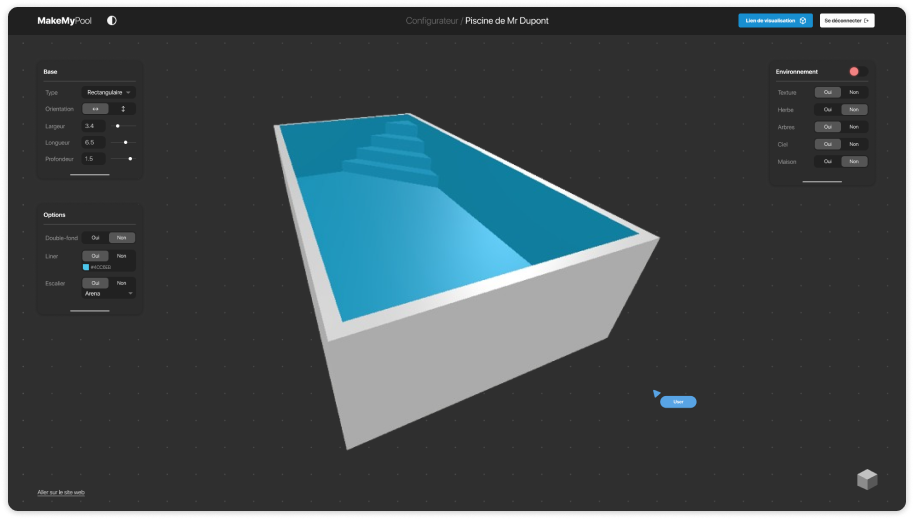 MakeMyPool
Configurateur / Piscine de Mr Dupont
Lien de visualisation
Se déconnecter
Base
Type Rectangulaire
Orientation
Largeur 3.4
Longueur 6.5
Profondeur 1.5
Options
Double-fond Oui Non
Liner Oui Non
Escalier Oui Non
Arena
Environnement
Texture Oui Non
Herbe Oui Non
Arbres Oui Non
Ciel Oui Non
Maison Oui Non
User
Aller sur le site web